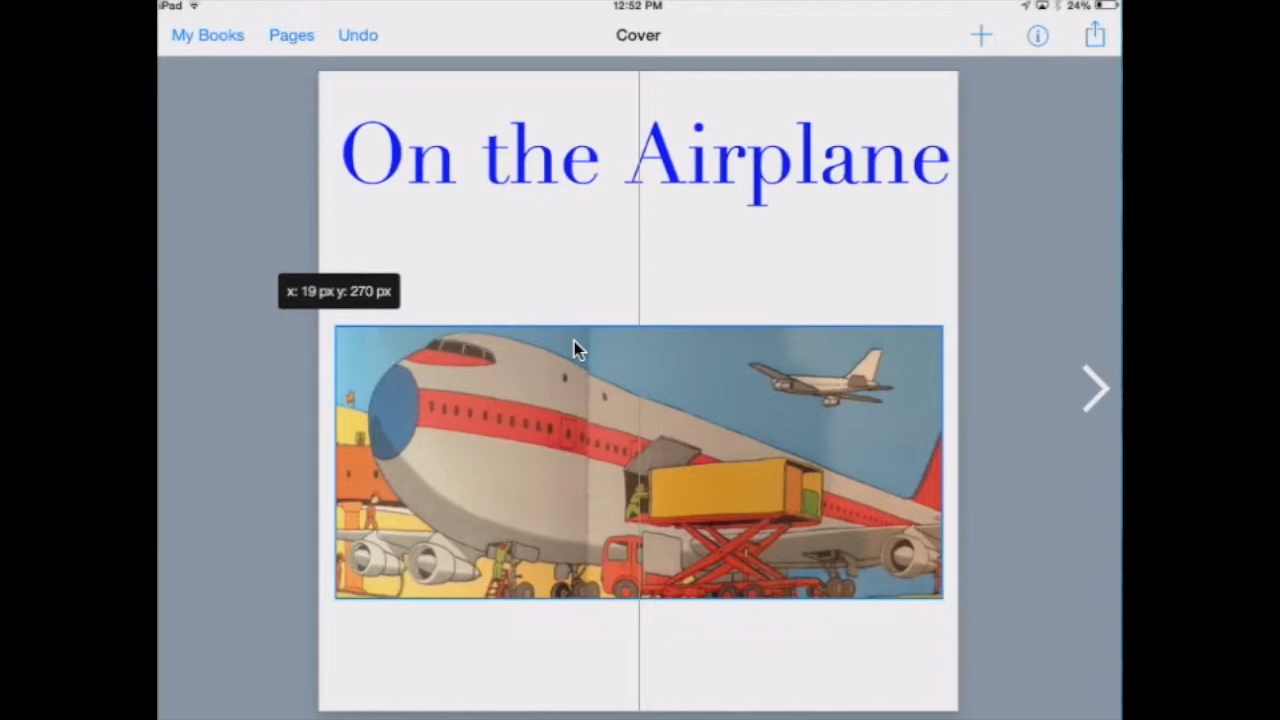 iPad 12:52 PM 24%
My Books Pages Undo Cover
On the Airplane
x: 19 px y: 270 px